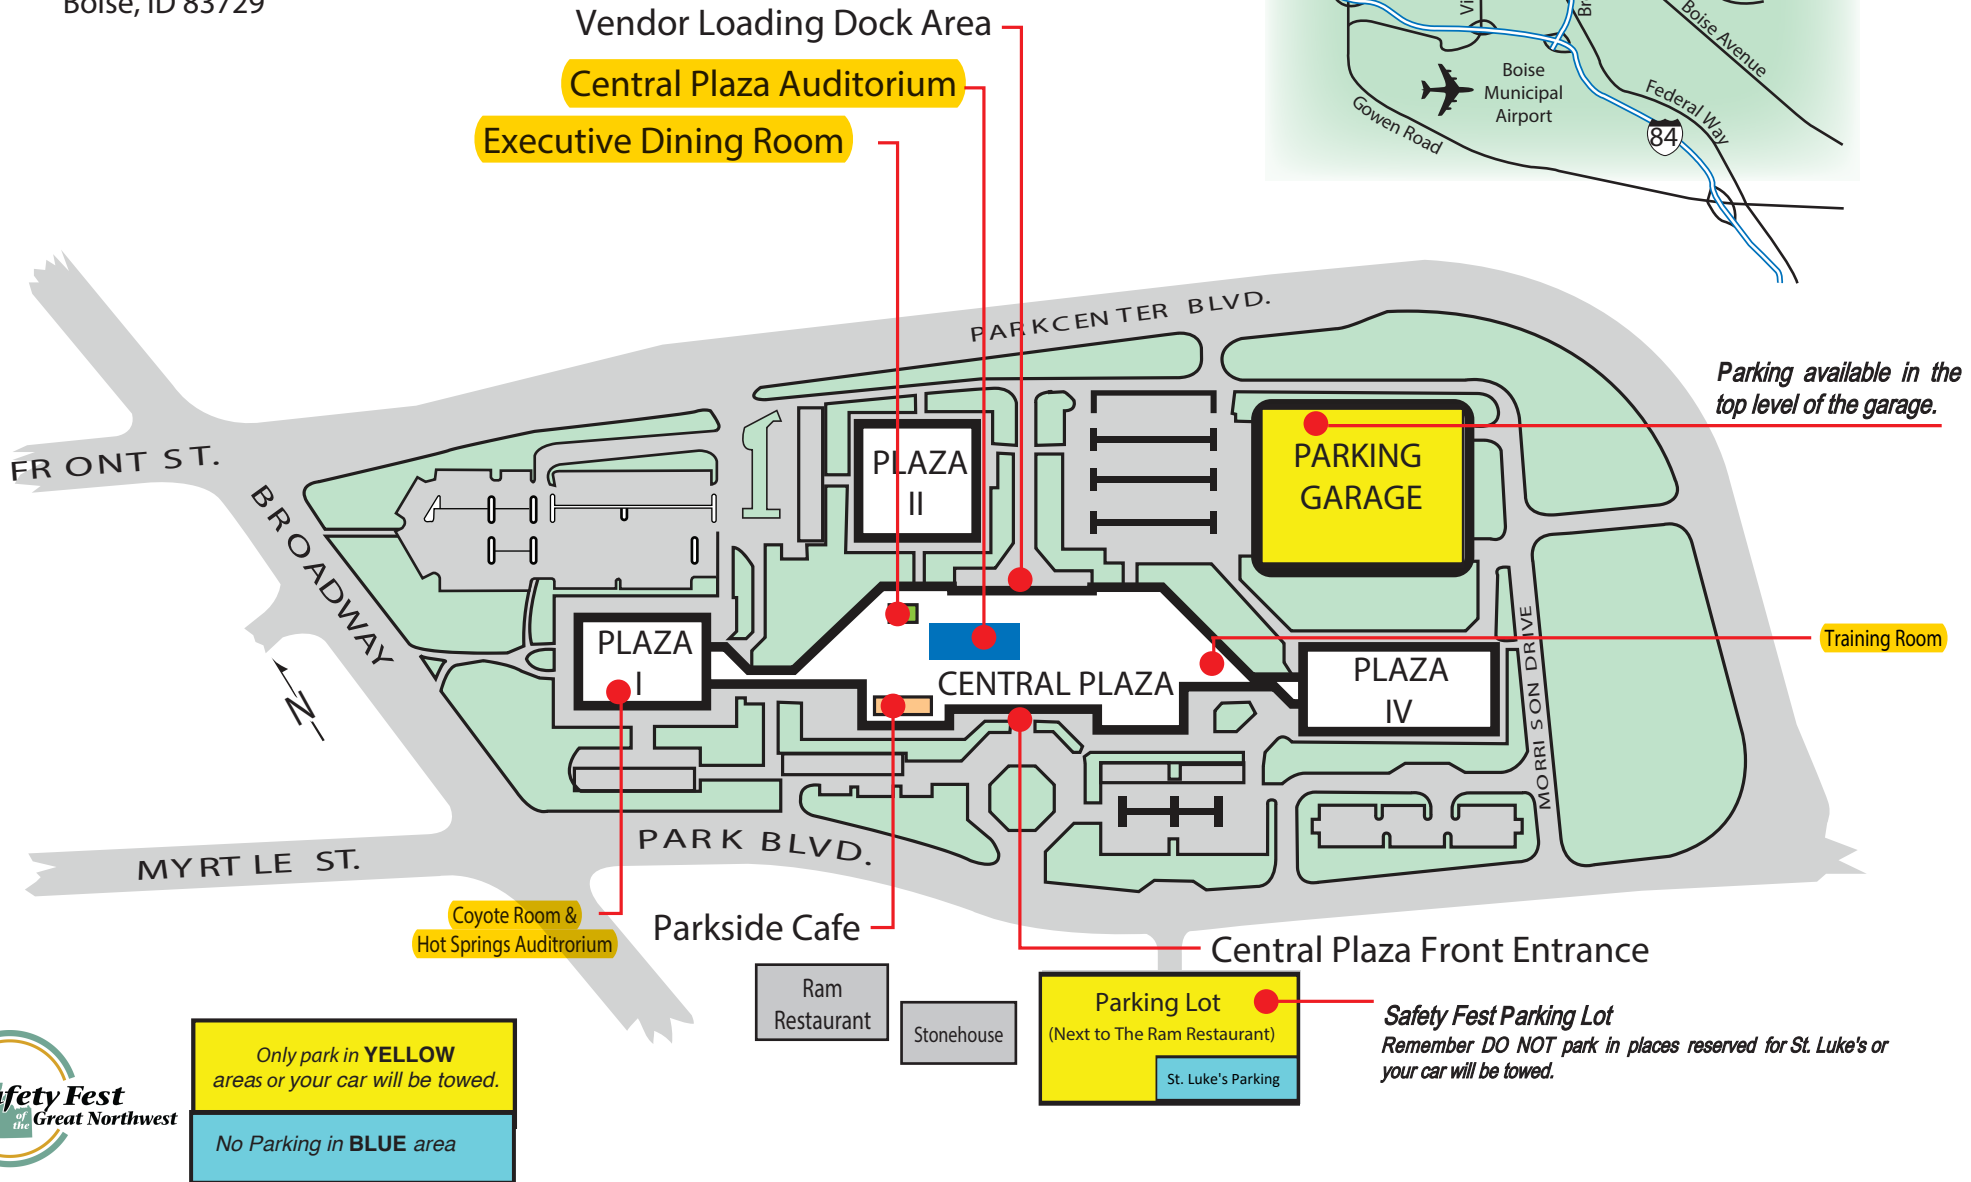 Boise, ID 83729
Vendor Loading Dock Area
Central Plaza Auditorium
Executive Dining Room
Boise Avenue
Boise
Municipal
Airport
Federal Way
Gowen Road
84
PARKCENTER BLVD.
Parking available in the
top level of the garage.
FRONT ST.
BROADWAY
PLAZA
II
PARKING
GARAGE
PLAZA
I
CENTRAL PLAZA
PLAZA
IV
MORRISON DRIVE
Training Room
N
PARK BLVD.
MYRTLE ST.
Coyote Room &
Hot Springs Auditrorium
Parkside Cafe
Central Plaza Front Entrance
Ram
Restaurant
Stonehouse
Parking Lot
(Next to The Ram Restaurant)
St. Luke's Parking
Safety Fest Parking Lot
Remember DO NOT park in places reserved for St. Luke's or
your car will be towed.
Only park in YELLOW
areas or your car will be towed.
No Parking in BLUE area
Fest
of
the Great Northwest